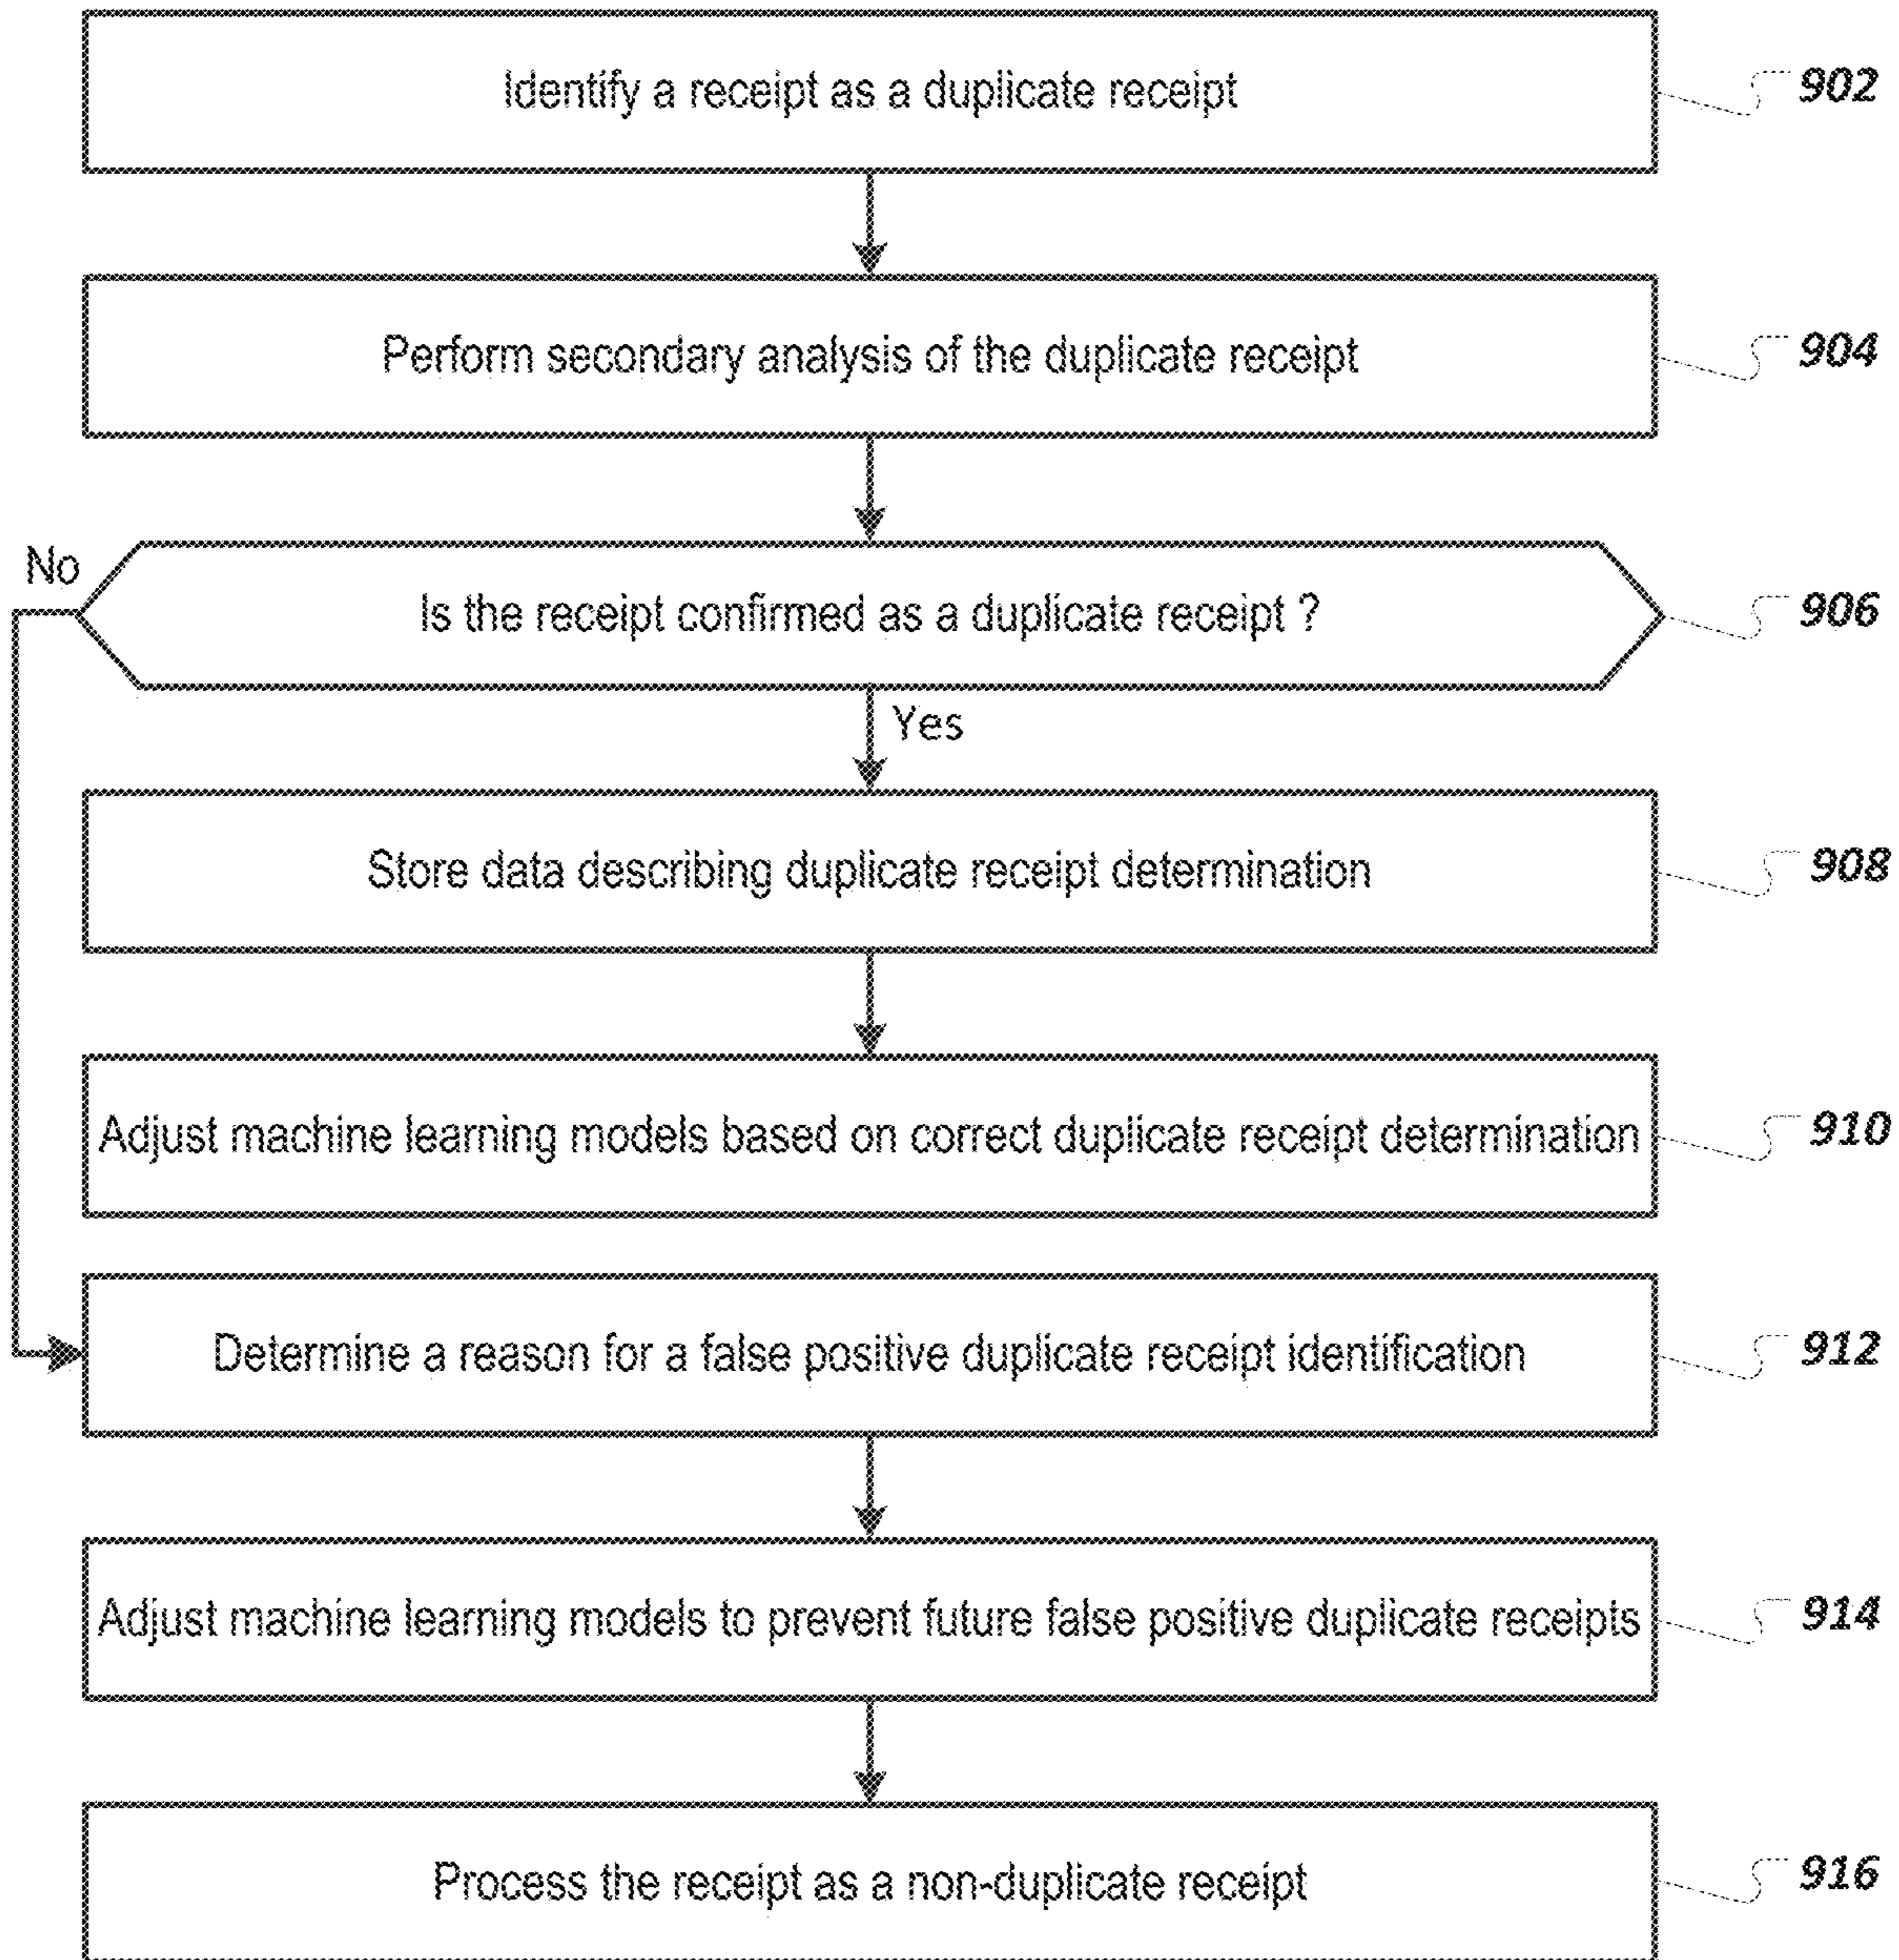 Identify a receipt as a duplicate receipt
902
Perform secondary analysis of the duplicate receipt
904
No
Is the receipt confirmed as a duplicate receipt ?
906
Yes
Store data describing duplicate receipt determination
908
Adjust machine learning models based on correct duplicate receipt determination
910
Determine a reason for a false positive duplicate receipt identification
912
Adjust machine learning models to prevent future false positive duplicate receipts
914
Process the receipt as a non-duplicate receipt
916